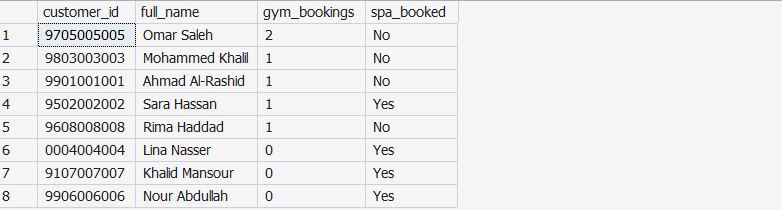 customer_id full_name gym_bookings spa_booked
1 9705005005 Omar Saleh 2 No
2 9803003003 Mohammed Khalil 1 No
3 9901001001 Ahmad Al-Rashid 1 No
4 9502002002 Sara Hassan 1 Yes
5 9608008008 Rima Haddad 1 No
6 0004004004 Lina Nasser 0 Yes
7 9107007007 Khalid Mansour 0 Yes
8 9906006006 Nour Abdullah 0 Yes